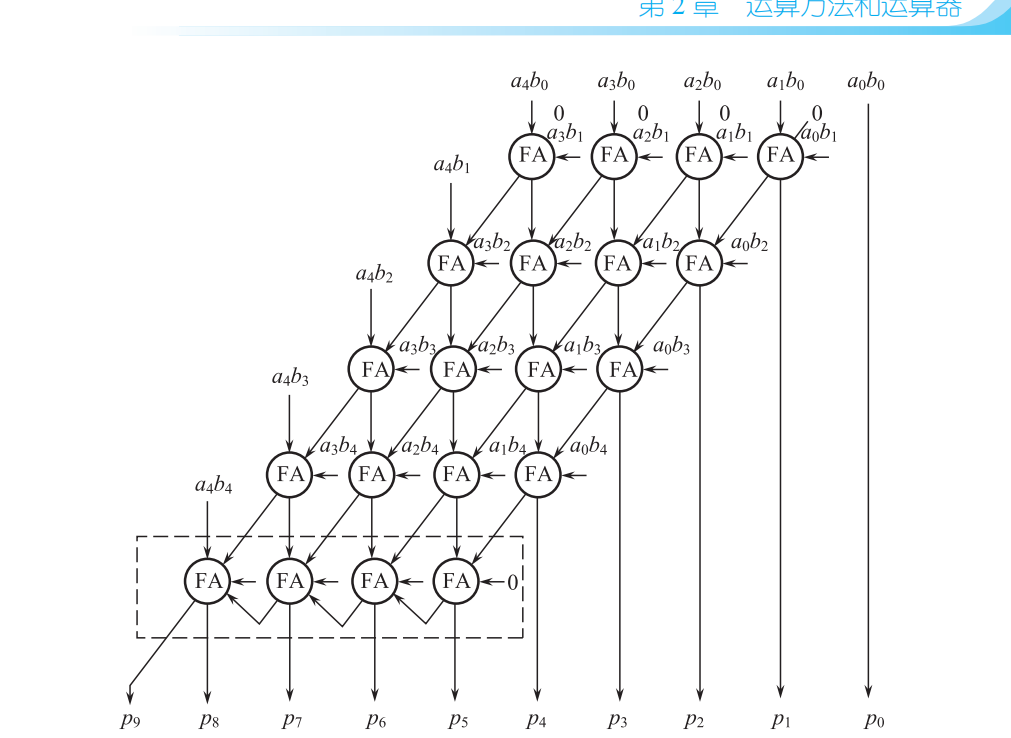 第 2 章 运算方法和运算器
a₄b₀ a₃b₀ a₂b₀ a₁b₀ a₀b₀
0 0 0 0
a₃b₁ a₂b₁ a₁b₁ a₀b₁
FA FA FA FA
a₄b₁
a₃b₂ a₂b₂ a₁b₂ a₀b₂
FA FA FA FA
a₄b₂
a₃b₃ a₂b₃ a₁b₃ a₀b₃
FA FA FA FA
a₄b₃
a₃b₄ a₂b₄ a₁b₄ a₀b₄
FA FA FA FA
a₄b₄
FA FA FA FA 0
p₉ p₈ p₇ p₆ p₅ p₄ p₃ p₂ p₁ p₀